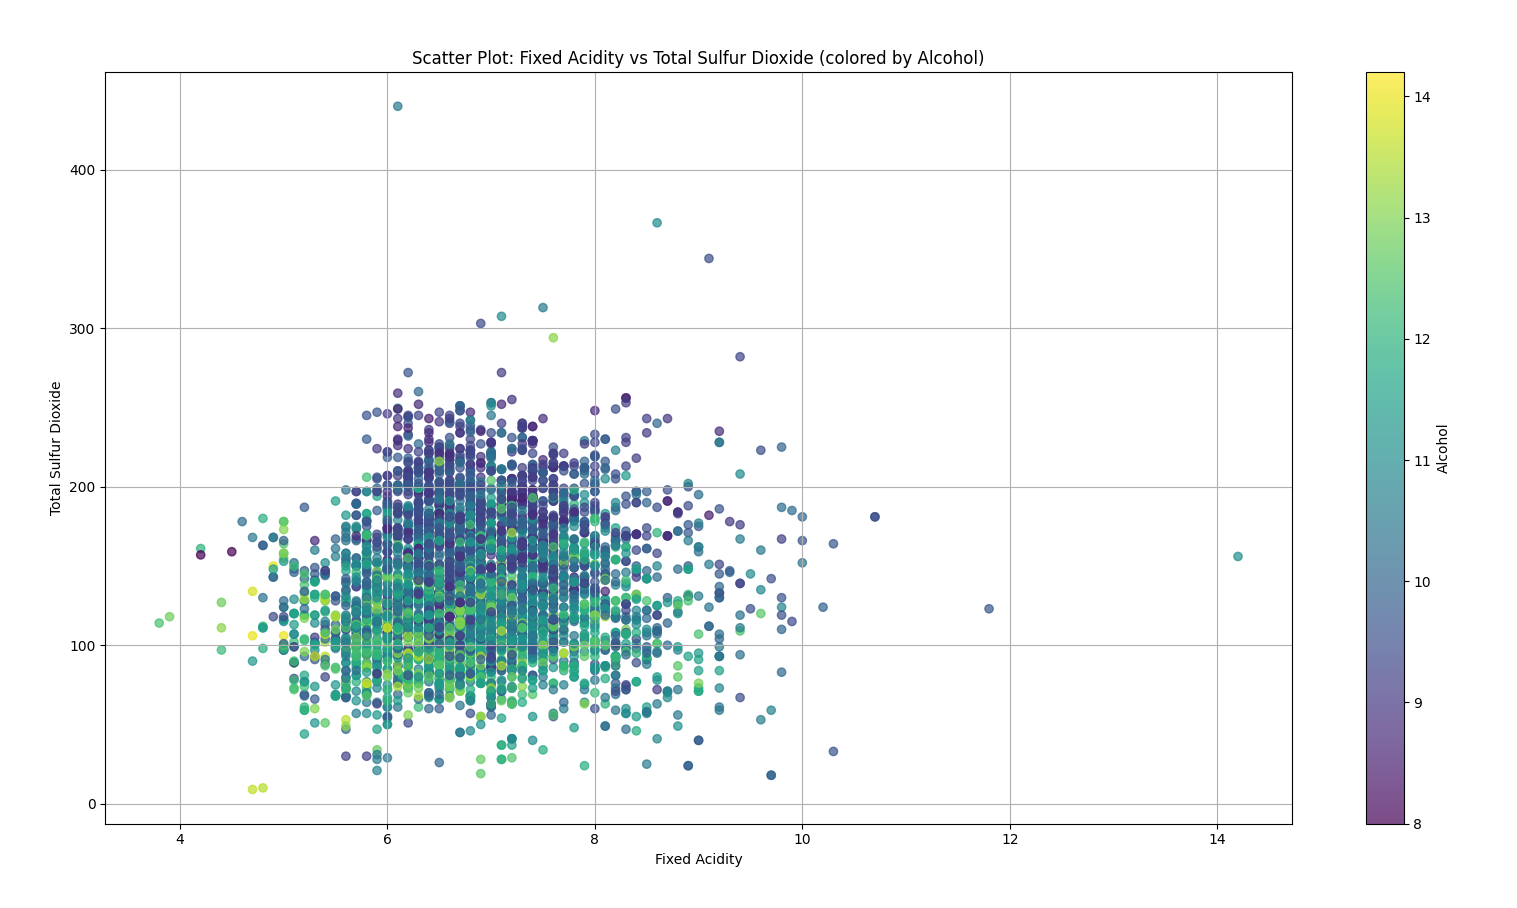 Scatter Plot: Fixed Acidity vs Total Sulfur Dioxide (colored by Alcohol)
Total Sulfur Dioxide
400
300
200
100
0
4 6 8 10 12 14
Fixed Acidity
14
13
12
11
10
9
8
Alcohol